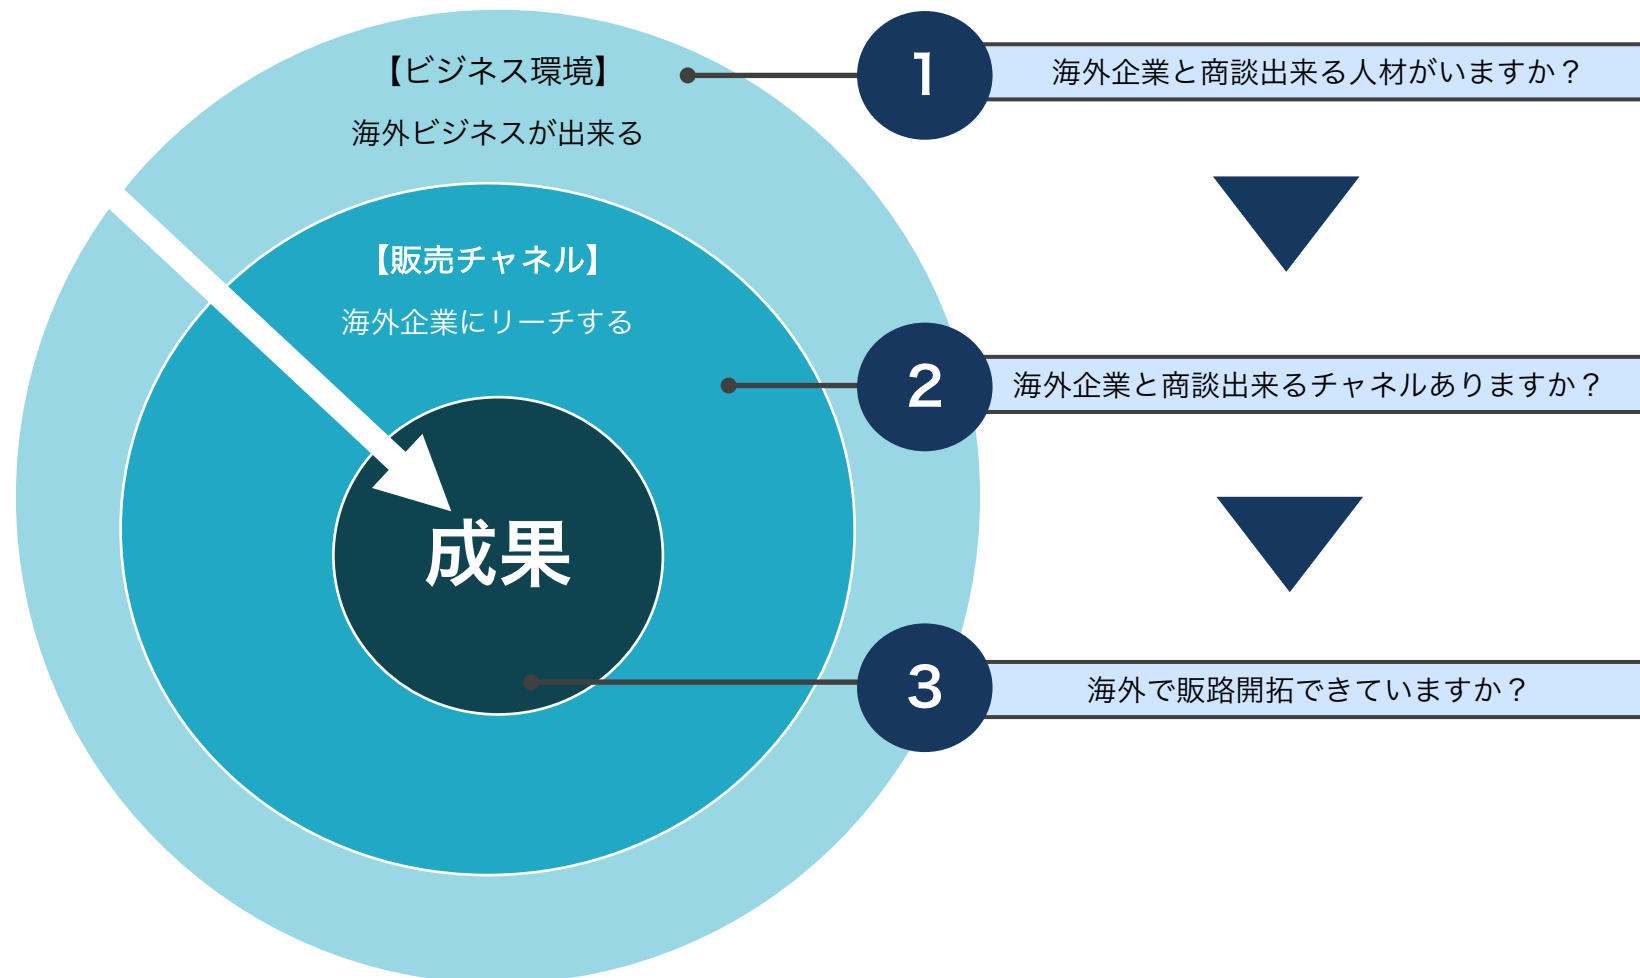 【ビジネス環境】
海外ビジネスが出来る
【販売チャネル】
海外企業にリーチする
成果
1
海外企業と商談出来る人材がいますか？
2
海外企業と商談出来るチャネルありますか？
3
海外で販路開拓できていますか？